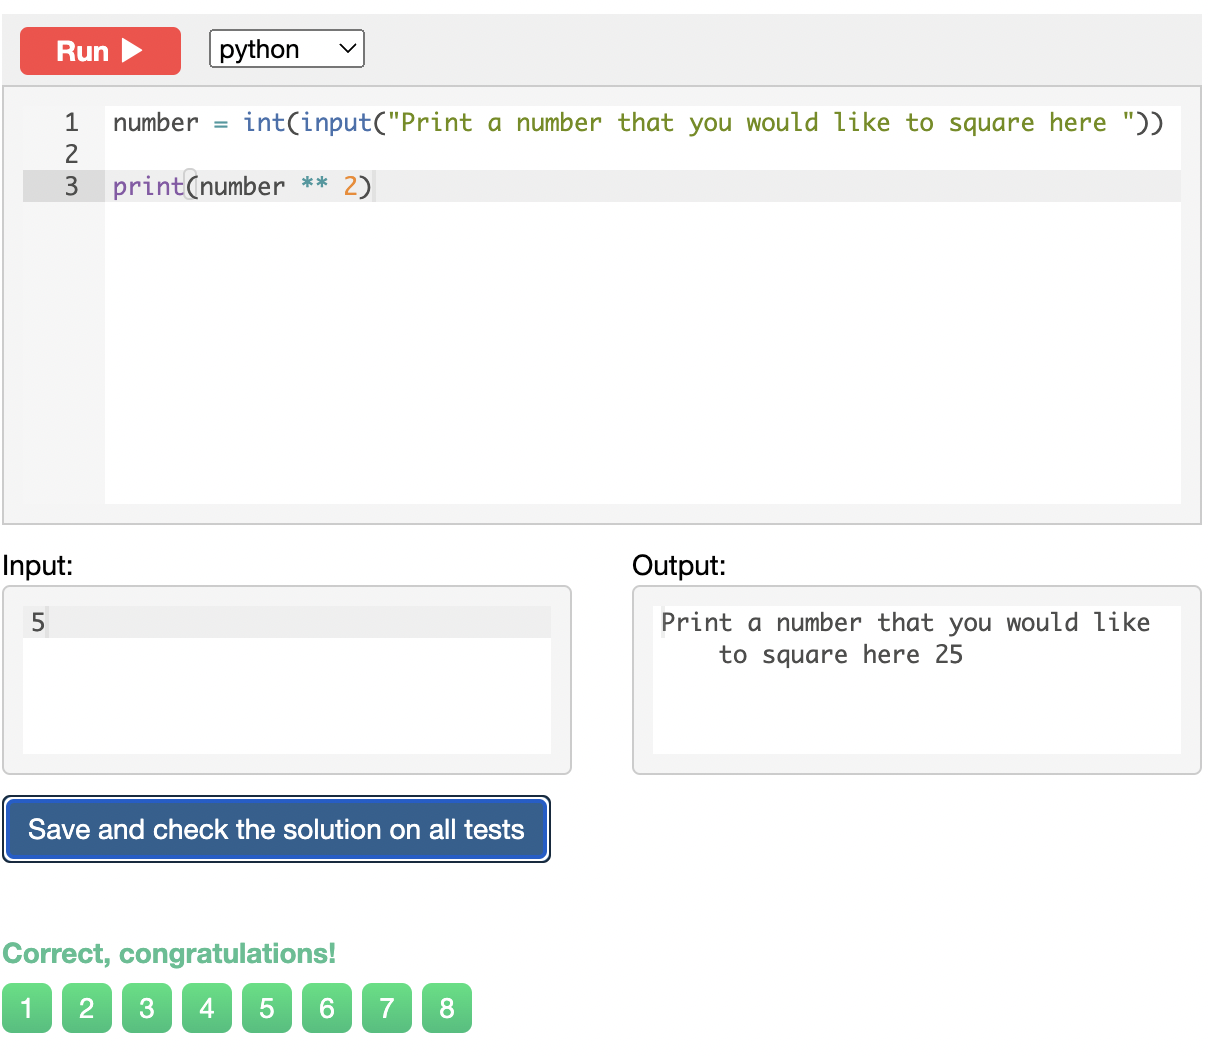 Run
python
1 number = int(input("Print a number that you would like to square here "))
2
3 print(number ** 2)
Input:
Output:
5
Print a number that you would like
to square here 25
Save and check the solution on all tests
Correct, congratulations!
1 2 3 4 5 6 7 8